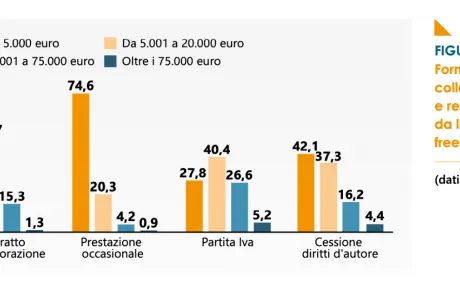 5.000 euro
Da 5.001 a 20.000 euro
001 a 75.000 euro
Oltre i 75.000 euro
74,6
42,1
40,4
37,3
27,8
26,6
20,3
15,3
16,2
1,3
4,2
0,9
5,2
4,4
ratto
orazione
Prestazione
occasionale
Partita Iva
Cessione
diritti d'autore
FIGU
Forn
colla
e re
da l
free
(dati